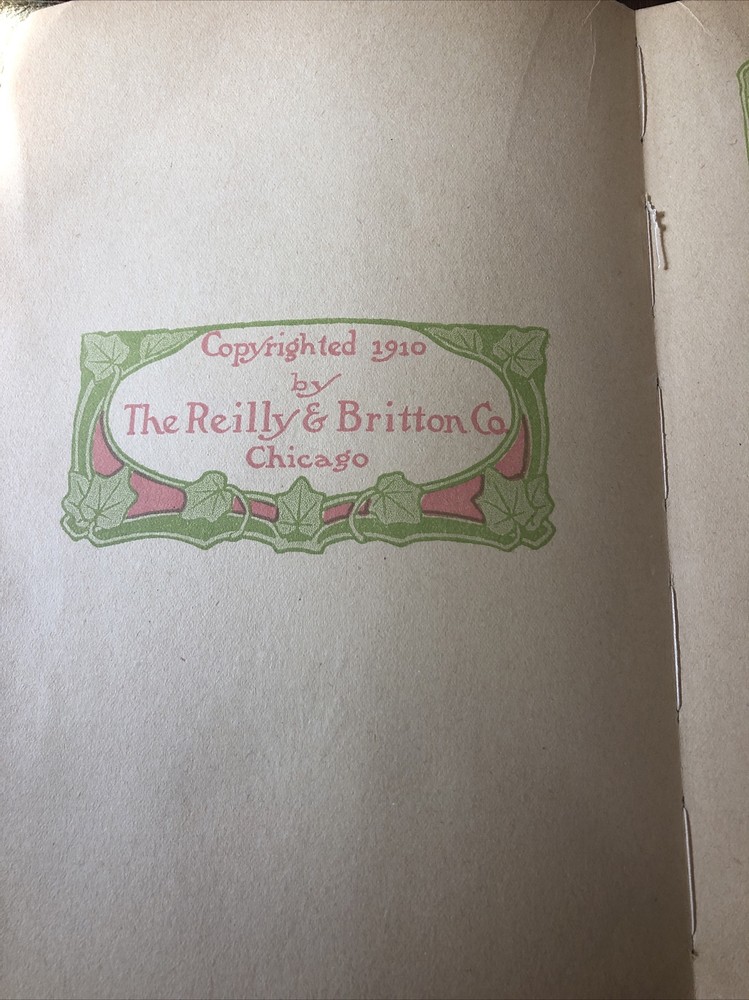 Copyrighted 1910
by
The Reilly & Britton Co.
Chicago